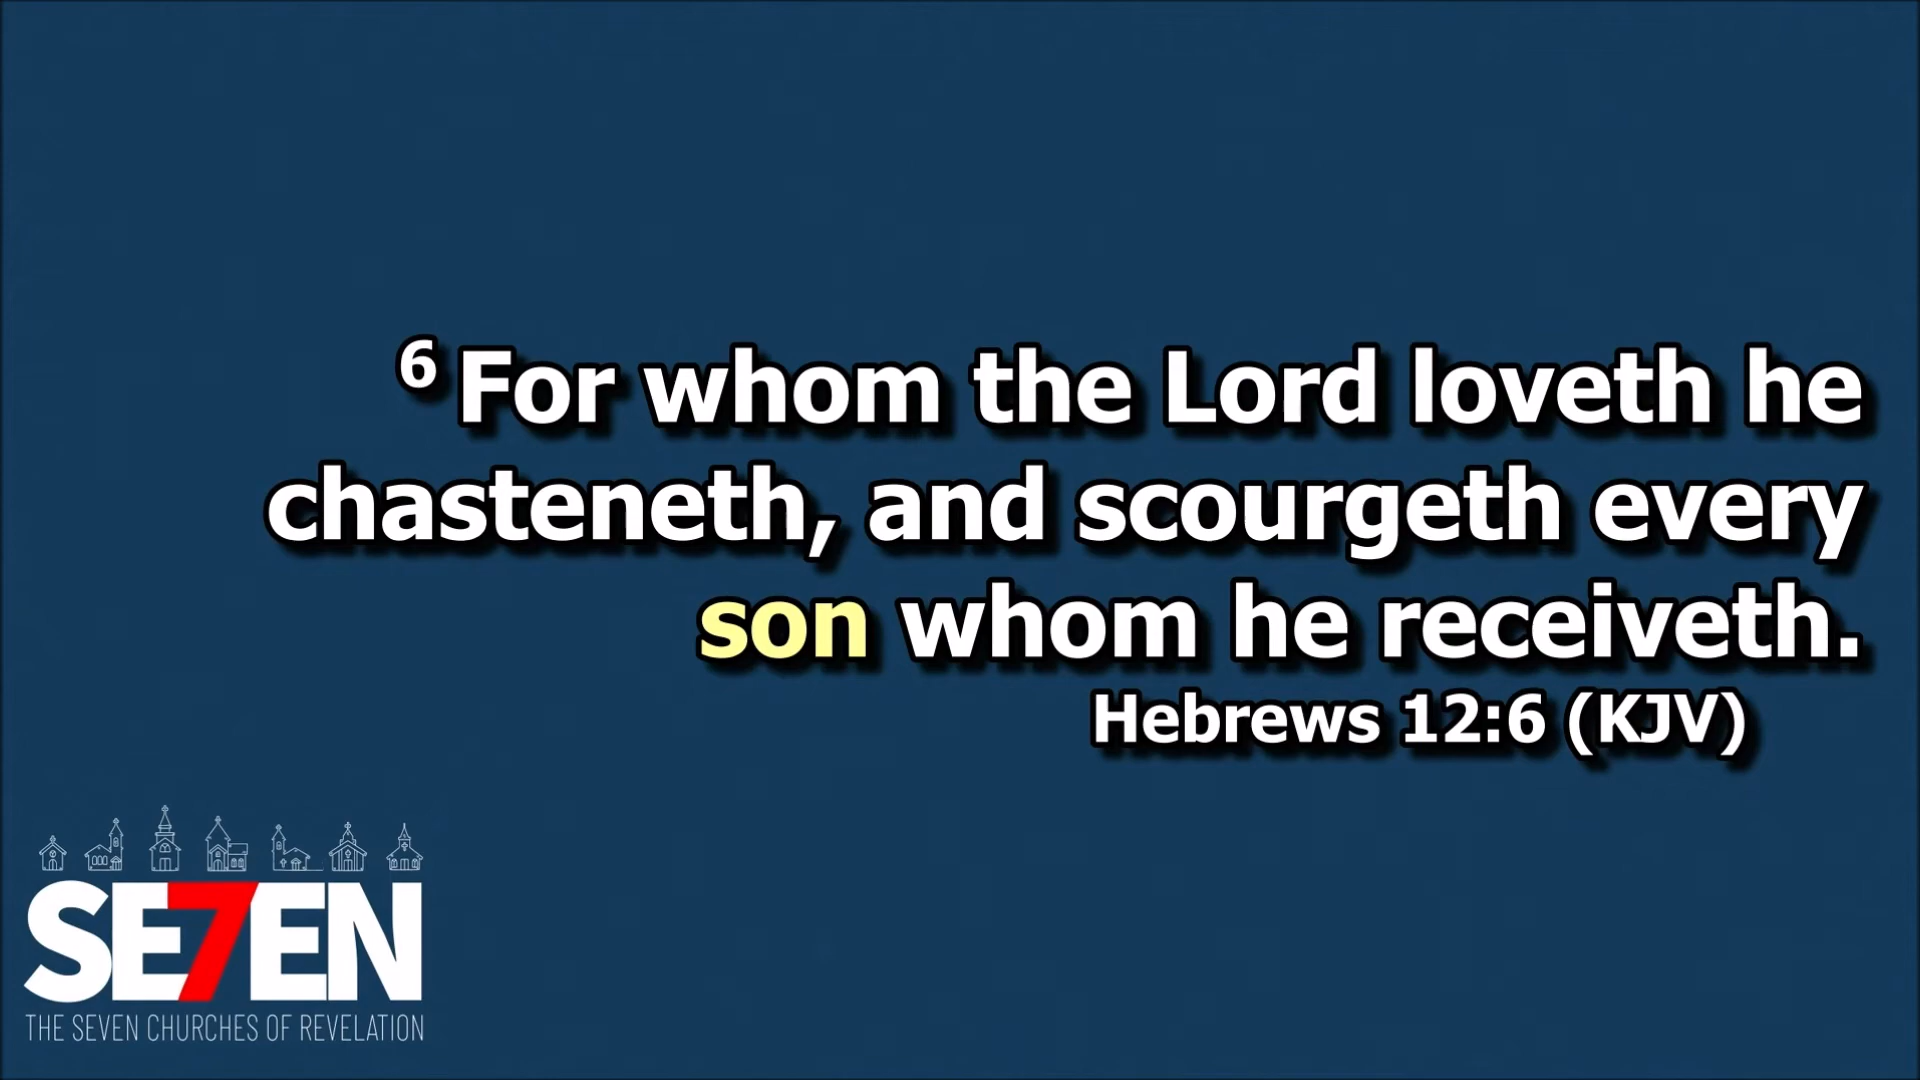 6 For whom the Lord loveth he
chasteneth, and scourgeth every
son whom he receiveth.
Hebrews 12:6 (KJV)
SE7EN
THE SEVEN CHURCHES OF REVELATION